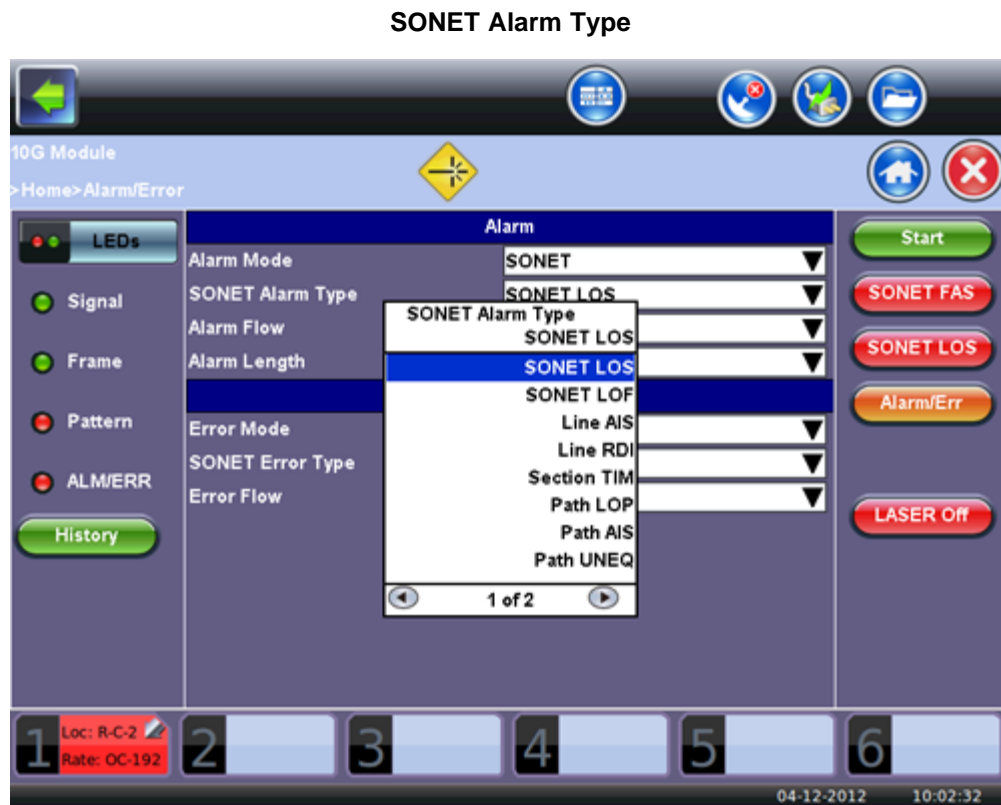 SONET Alarm Type
10G Module
>Home>Alarm/Error
LEDs
Signal
Frame
Pattern
ALM/ERR
History
Alarm
Alarm Mode
SONET
SONET Alarm Type
SONET LOS
Alarm Flow
Alarm Length
Error Mode
SONET Error Type
Error Flow
SONET Alarm Type
SONET LOS
SONET LOS
SONET LOF
Line AIS
Line RDI
Section TIM
Path LOP
Path AIS
Path UNEQ
1 of 2
Start
SONET FAS
SONET LOS
Alarm/Err
LASER Off
1
Loc: R-C-2
Rate: OC-192
2
3
4
5
6
04-12-2012 10:02:32